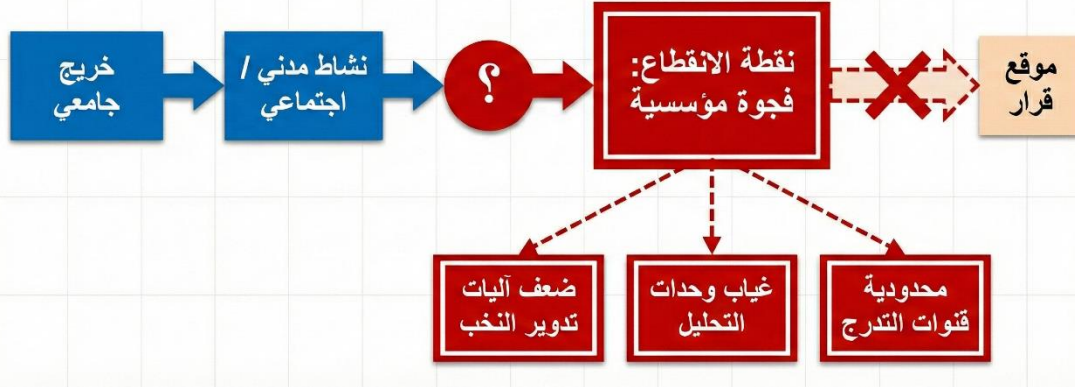 خريج
جامعي
نشاط مدني /
اجتماعي
؟
نقطة الانقطاع:
فجوة مؤسسية
موقع
قرار
ضعف آليات
تدوير النخب
غياب وحدات
التحليل
محدودية
قنوات التدرج